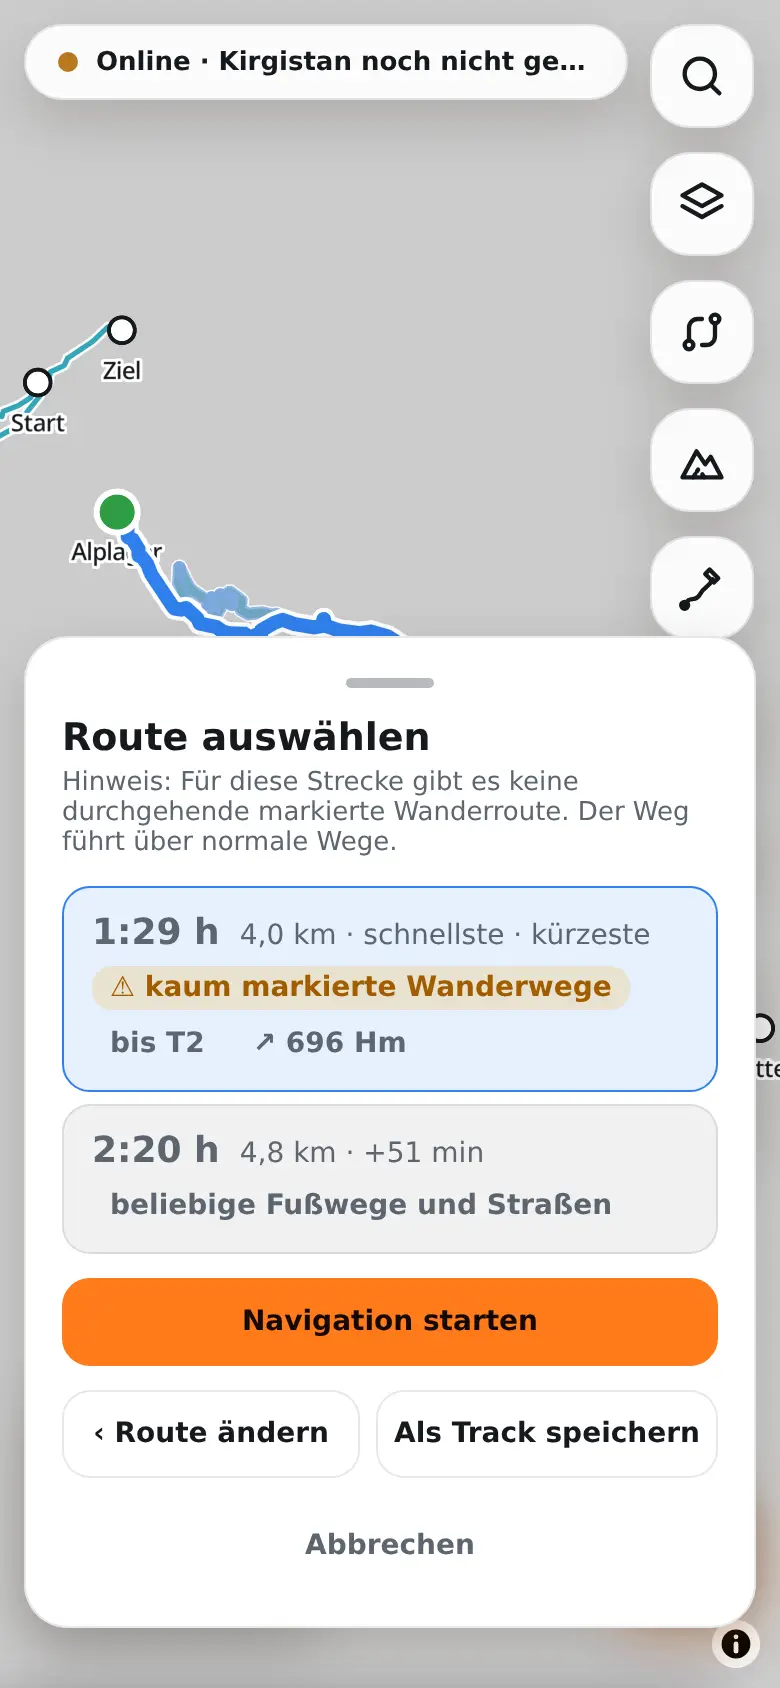 Online · Kirgistan noch nicht ge…
Ziel
Start
Route auswählen
Hinweis: Für diese Strecke gibt es keine
durchgehende markierte Wanderroute. Der Weg
führt über normale Wege.
1:29 h 4,0 km · schnellste · kürzeste
⚠ kaum markierte Wanderwege
bis T2 ↗ 696 Hm
tte
2:20 h 4,8 km · +51 min
beliebige Fußwege und Straßen
Navigation starten
‹ Route ändern Als Track speichern
Abbrechen